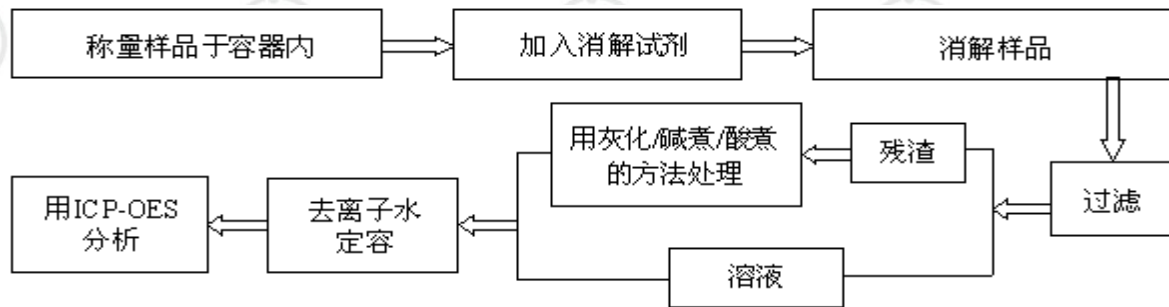 称量样品于容器内
加入消解试剂
消解样品
过滤
残渣
用灰化/碱煮/酸煮
的方法处理
溶液
去离子水
定容
用ICP-OES
分析